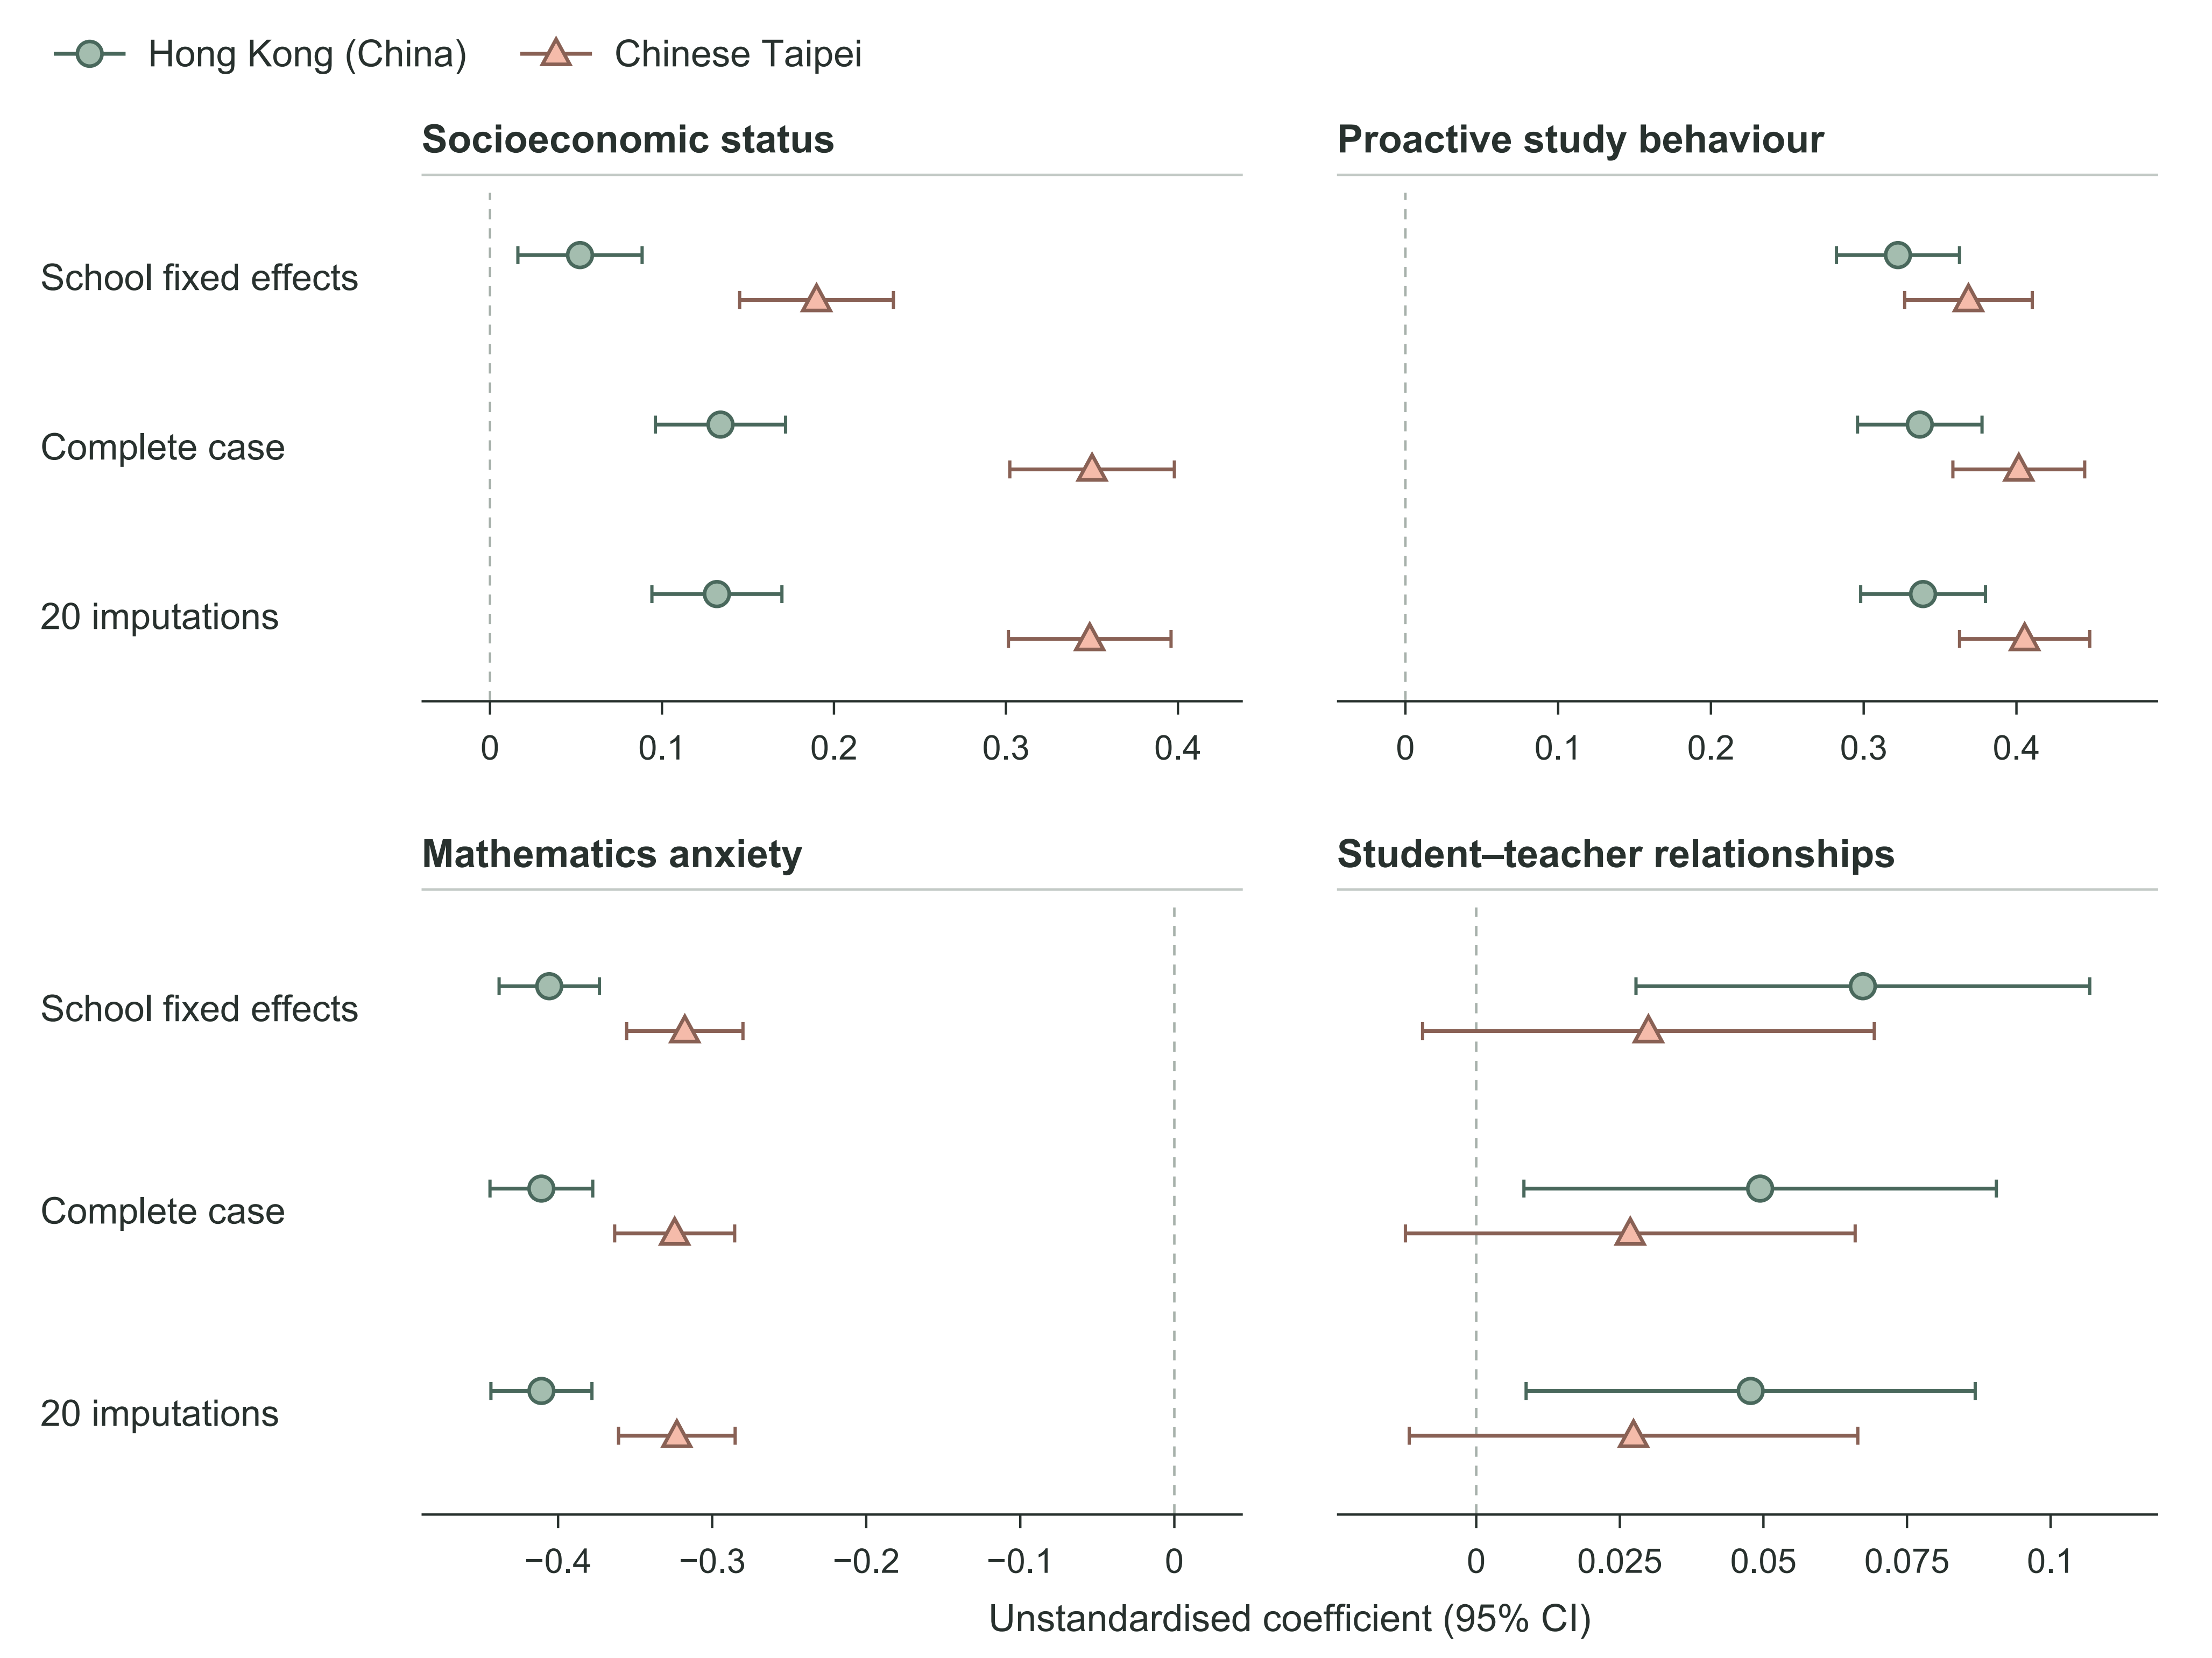 Hong Kong (China) Chinese Taipei
Socioeconomic status
Proactive study behaviour
School fixed effects
Complete case
20 imputations
0 0.1 0.2 0.3 0.4
0 0.1 0.2 0.3 0.4
Mathematics anxiety
Student–teacher relationships
School fixed effects
Complete case
20 imputations
−0.4 −0.3 −0.2 −0.1 0
0 0.025 0.05 0.075 0.1
Unstandardised coefficient (95% CI)